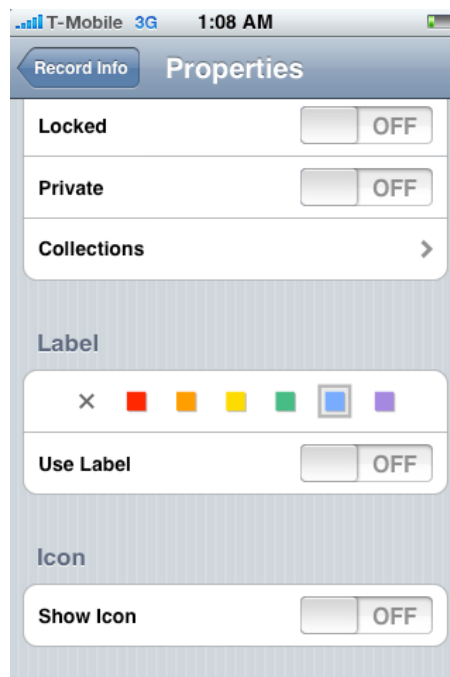 T-Mobile 3G 1:08 AM
Record Info Properties
Locked OFF
Private OFF
Collections
Label
Use Label OFF
Icon
Show Icon OFF